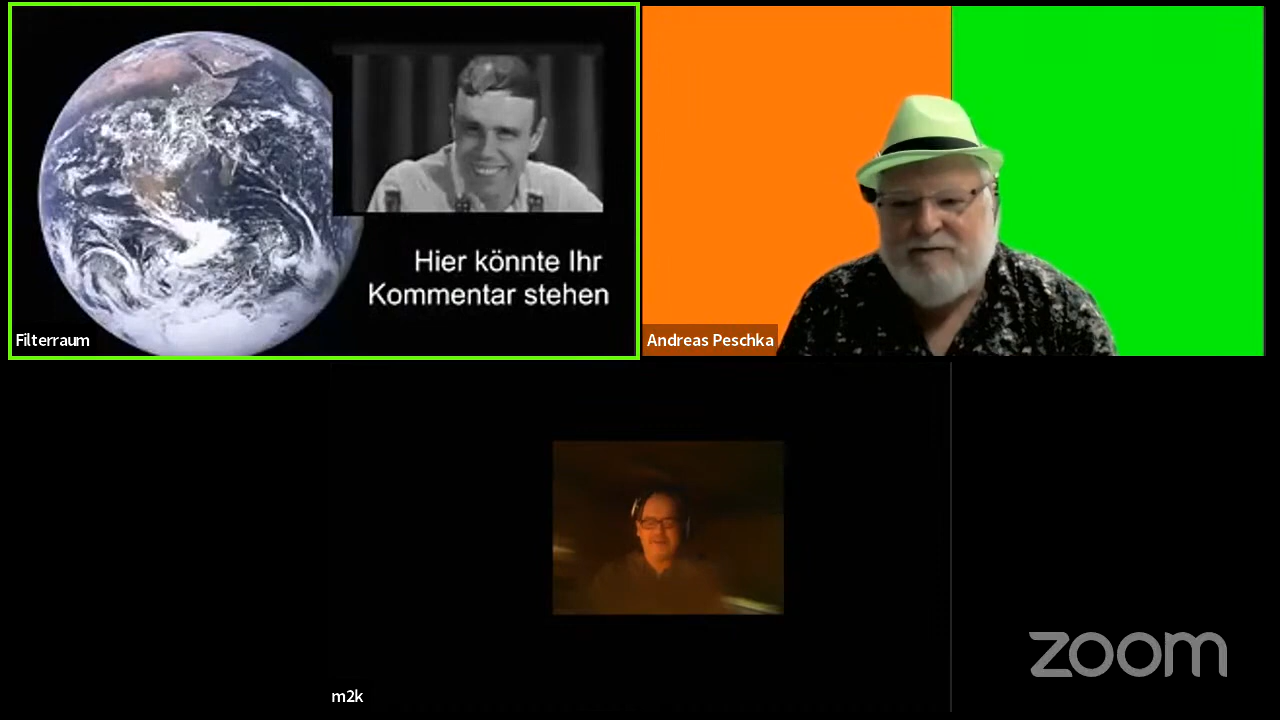 Hier könnte Ihr
Kommentar stehen
Filterraum
Andreas Peschka
m2k
zoom